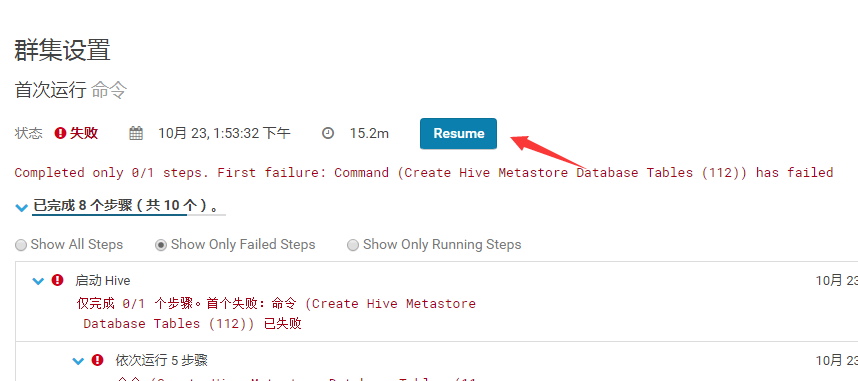 群集设置
首次运行 命令
状态 失败 10月 23, 1:53:32 下午 15.2m Resume
Completed only 0/1 steps. First failure: Command (Create Hive Metastore Database Tables (112)) has failed
已完成 8 个步骤（共 10 个）。
Show All Steps Show Only Failed Steps Show Only Running Steps
启动 Hive 10月 23
仅完成 0/1 个步骤。首个失败：命令 (Create Hive Metastore
Database Tables (112)) 已失败
依次运行 5 步骤 10月 23